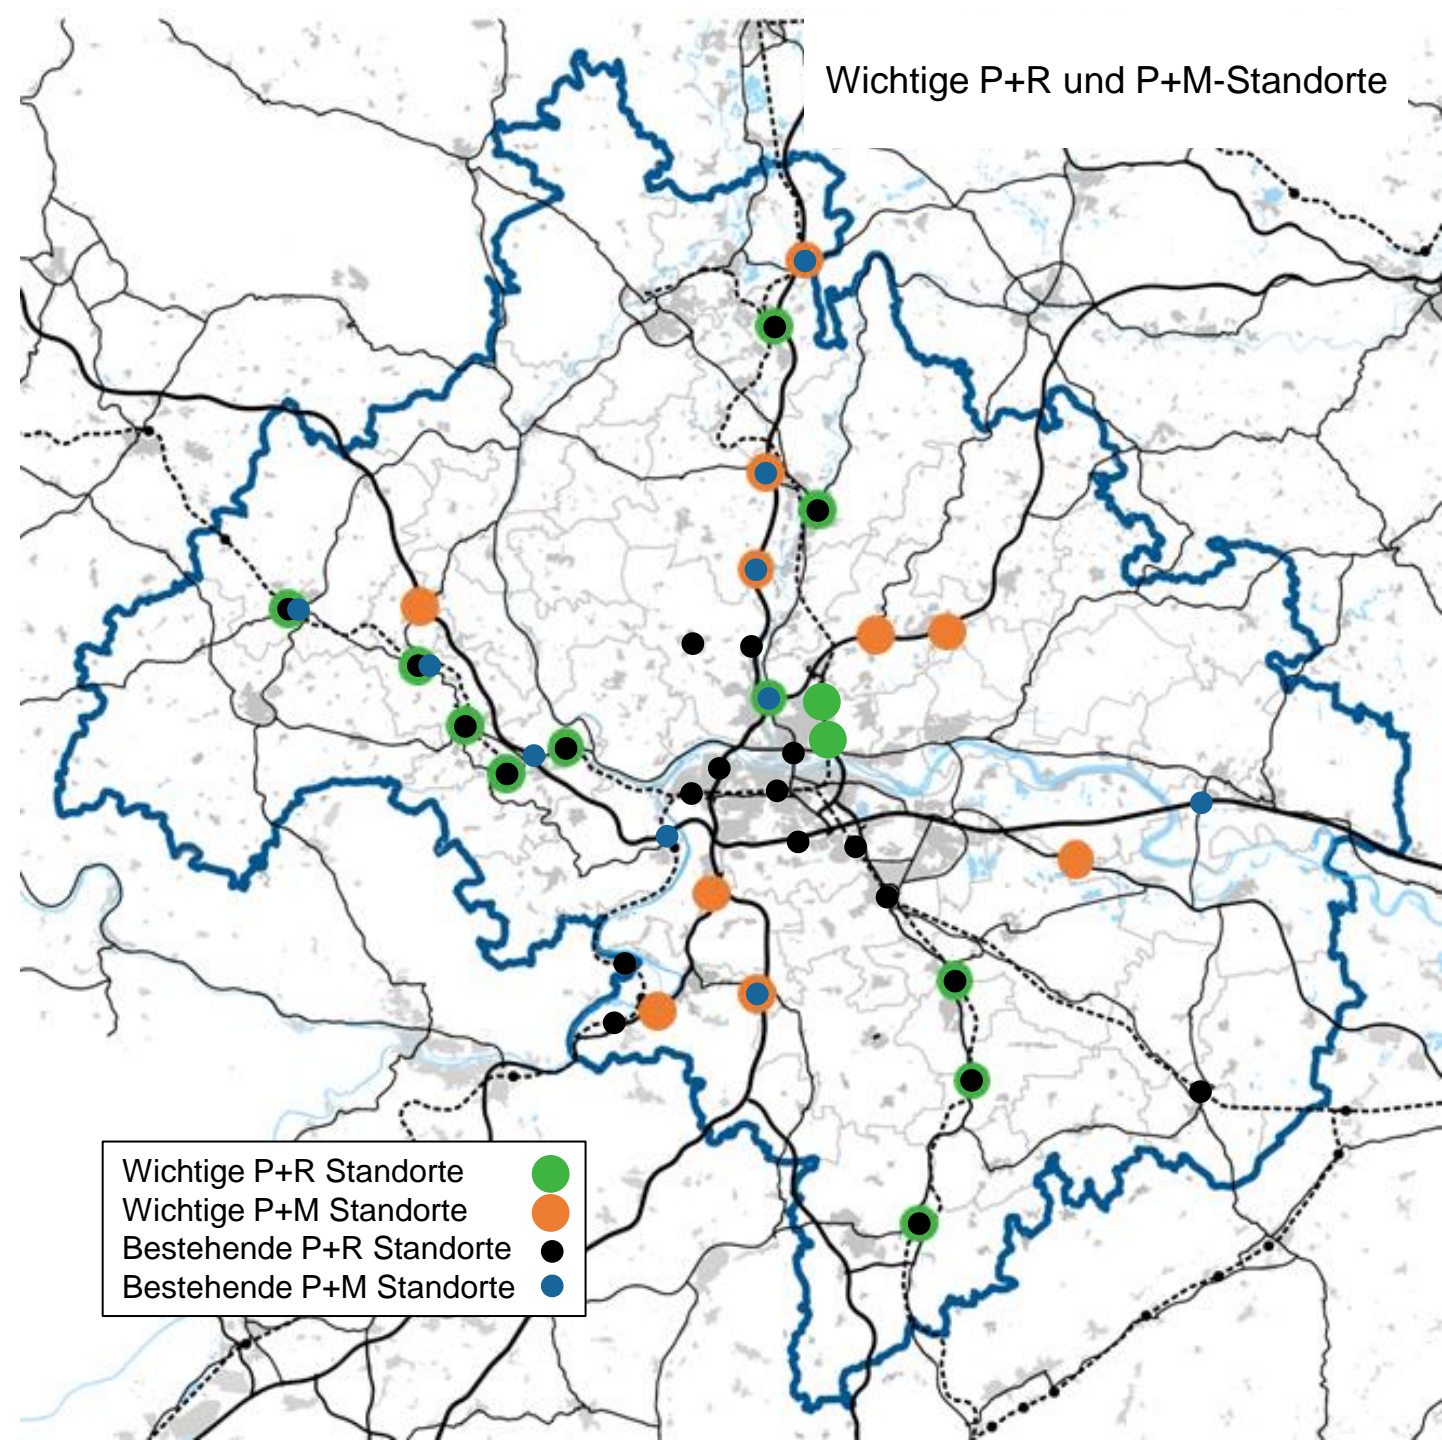 Wichtige P+R und P+M-Standorte
Wichtige P+R Standorte
Wichtige P+M Standorte
Bestehende P+R Standorte
Bestehende P+M Standorte